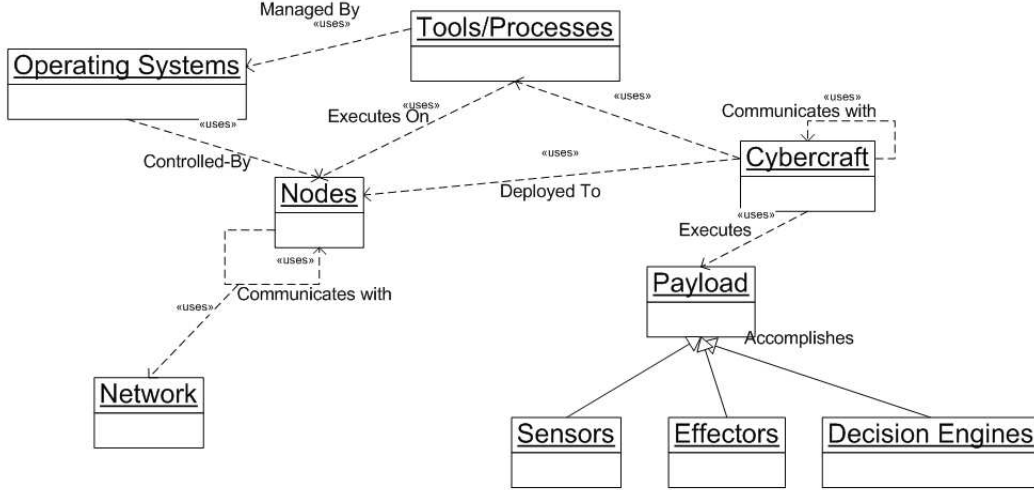 Managed By
«uses»
Tools/Processes
Operating Systems
«uses»
Executes On
«uses»
«uses»
Communicates with
«uses»
Controlled-By
«uses»
Cybercraft
Nodes
Deployed To
«uses»
Executes
«uses»
Communicates with
Payload
«uses»
Accomplishes
Network
Sensors
Effectors
Decision Engines